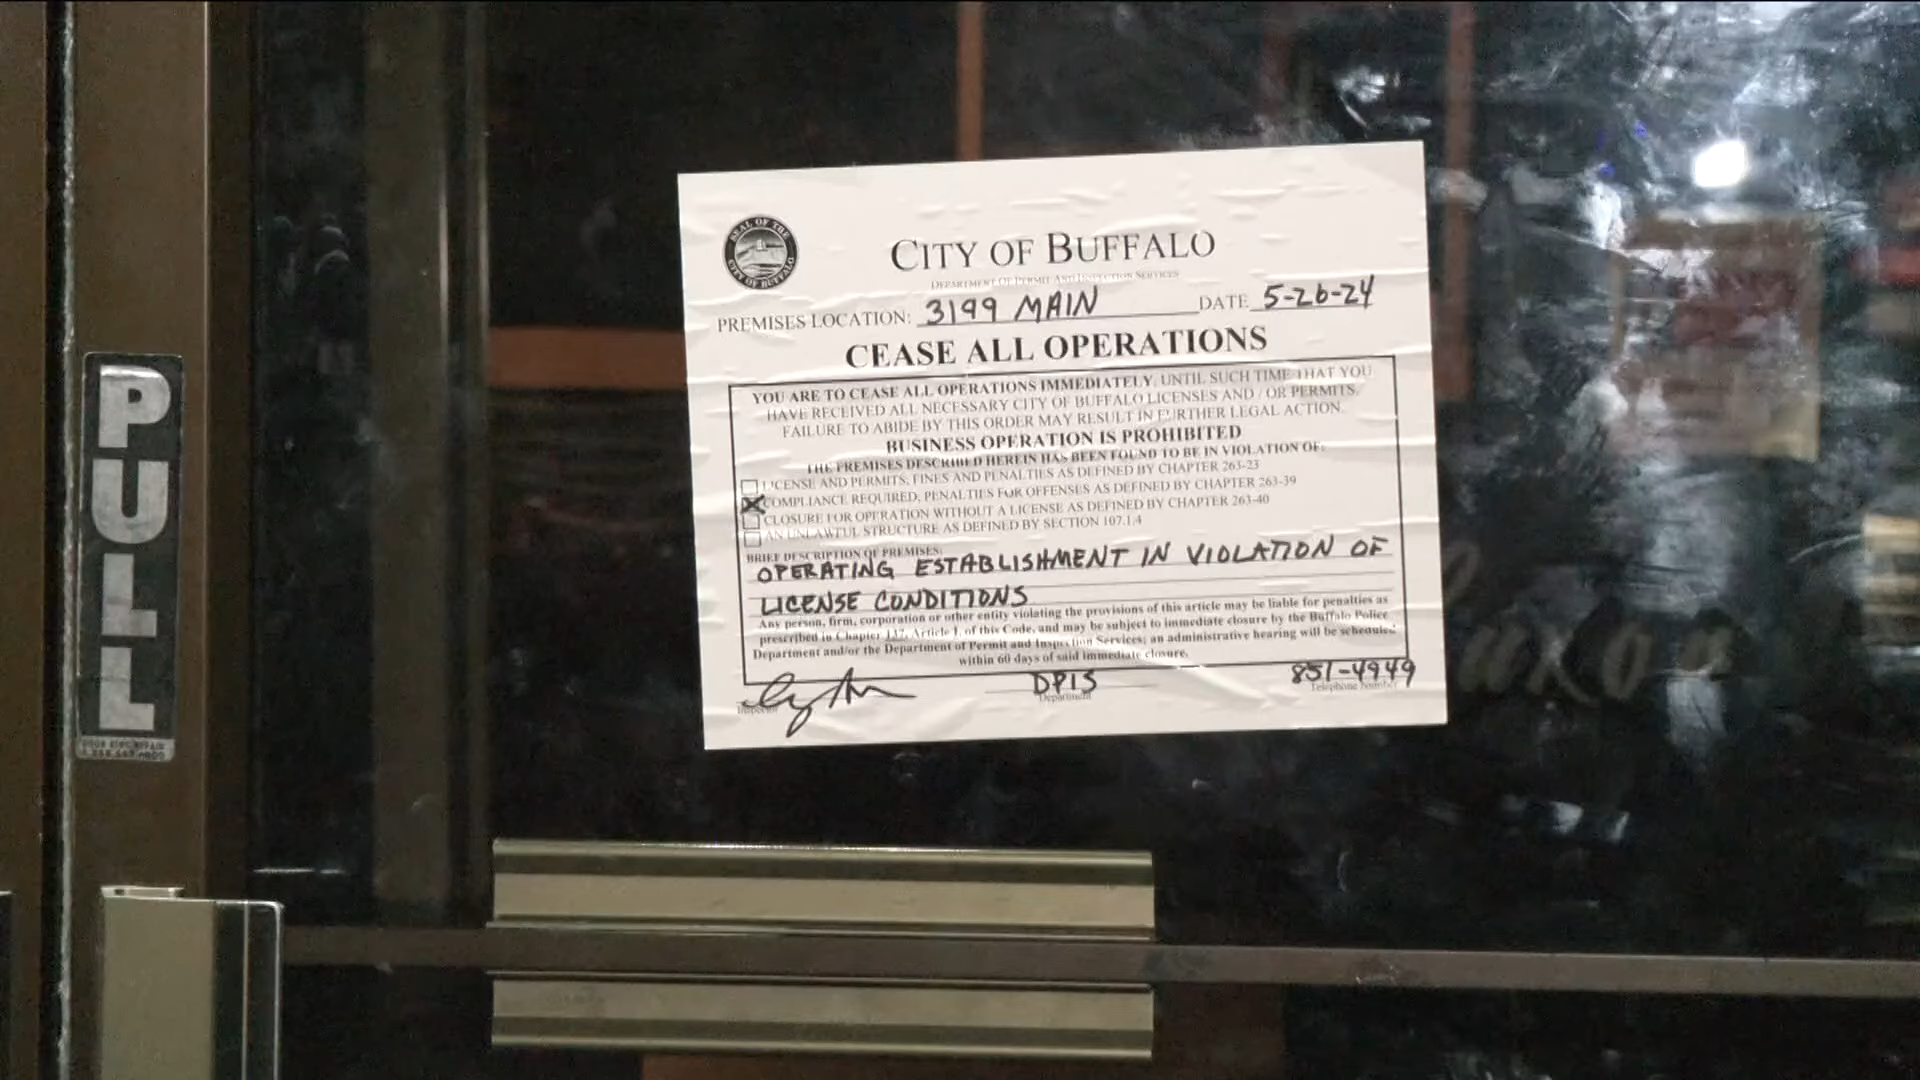 PULL
SEAL OF THE CITY OF BUFFALO
CITY OF BUFFALO
DEPARTMENT OF PERMIT AND INSPECTION SERVICES
PREMISES LOCATION: 3199 MAIN DATE 5-26-24
CEASE ALL OPERATIONS
YOU ARE TO CEASE ALL OPERATIONS IMMEDIATELY, UNTIL SUCH TIME THAT YOU
HAVE RECEIVED ALL NECESSARY CITY OF BUFFALO LICENSES AND / OR PERMITS.
FAILURE TO ABIDE BY THIS ORDER MAY RESULT IN FURTHER LEGAL ACTION.
BUSINESS OPERATION IS PROHIBITED
THE PREMISES DESCRIBED HEREIN HAS BEEN FOUND TO BE IN VIOLATION OF:
LICENSE AND PERMITS; FINES AND PENALTIES AS DEFINED BY CHAPTER 263-23
X COMPLIANCE REQUIRED; PENALTIES FOR OFFENSES AS DEFINED BY CHAPTER 263-39
CLOSURE FOR OPERATION WITHOUT A LICENSE AS DEFINED BY CHAPTER 263-40
AN UNLAWFUL STRUCTURE AS DEFINED BY SECTION 107.1.4
BRIEF DESCRIPTION OF PREMISES:
OPERATING ESTABLISHMENT IN VIOLATION OF
LICENSE CONDITIONS
Any person, firm, corporation or other entity violating the provisions of this article may be liable for penalties as
prescribed in Chapter 137, Article I, of this Code, and may be subject to immediate closure by the Buffalo Police
Department and/or the Department of Permit and Inspection Services; an administrative hearing will be scheduled
within 60 days of said immediate closure.
DPIS 851-4949
Inspector Department Telephone Number